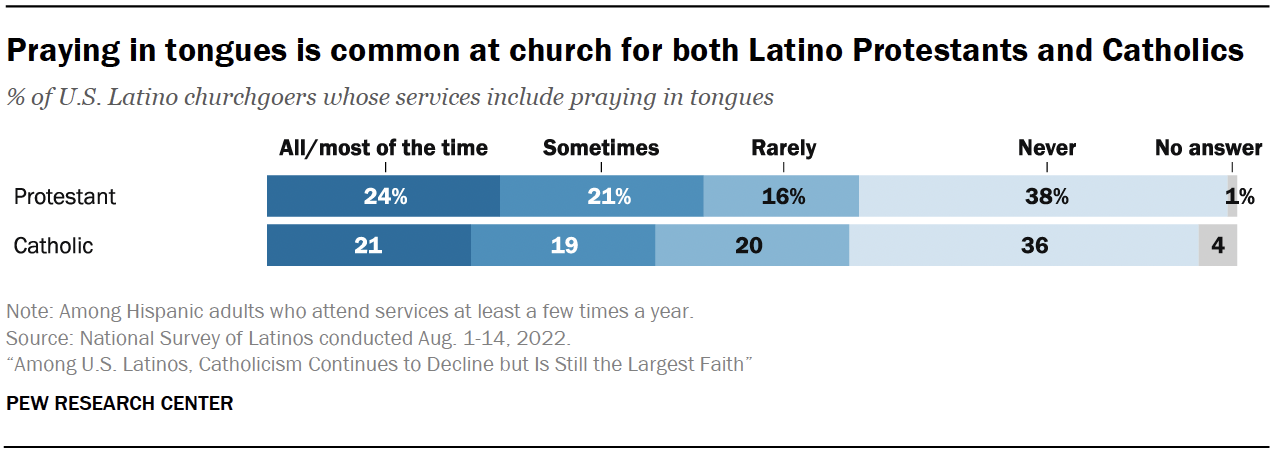 Praying in tongues is common at church for both Latino Protestants and Catholics
% of U.S. Latino churchgoers whose services include praying in tongues
All/most of the time Sometimes Rarely Never No answer
Protestant 24% 21% 16% 38% 1%
Catholic 21 19 20 36 4
Note: Among Hispanic adults who attend services at least a few times a year.
Source: National Survey of Latinos conducted Aug. 1-14, 2022.
“Among U.S. Latinos, Catholicism Continues to Decline but Is Still the Largest Faith”
PEW RESEARCH CENTER